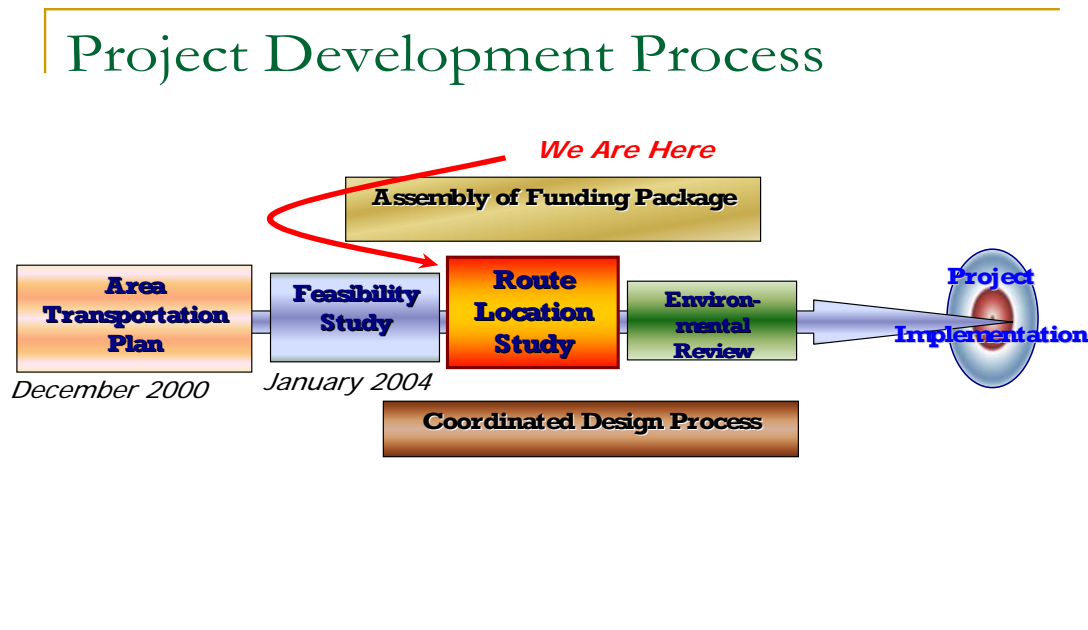 Project Development Process
We Are Here
Assembly of Funding Package
Area
Transportation
Plan
December 2000
Feasibility
Study
January 2004
Route
Location
Study
Environ-
mental
Review
Project
Implementation
Coordinated Design Process